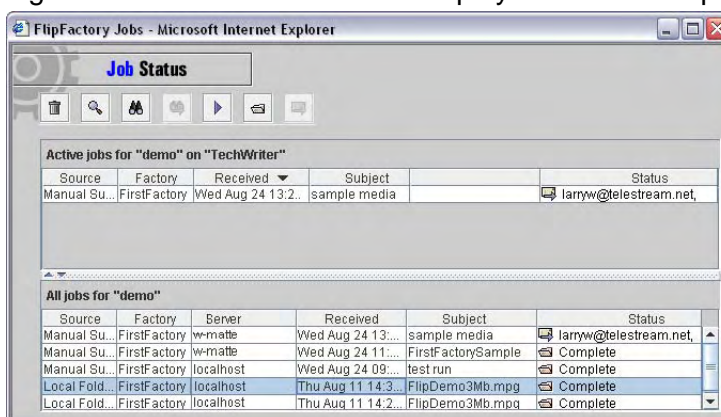 FlipFactory Jobs - Microsoft Internet Explorer
Job Status
Active jobs for "demo" on "TechWriter"
Source Factory Received Subject Status
Manual Su... FirstFactory Wed Aug 24 13:2.. sample media larryw@telestream.net,
All jobs for "demo"
Source Factory Server Received Subject Status
Manual Su... FirstFactory w-matte Wed Aug 24 13:... sample media larryw@telestream.net,
Manual Su... FirstFactory w-matte Wed Aug 24 11:... FirstFactorySample Complete
Manual Su... FirstFactory localhost Wed Aug 24 09:... test run Complete
Local Fold... FirstFactory localhost Thu Aug 11 14:3... FlipDemo3Mb.mpg Complete
Local Fold... FirstFactory localhost Thu Aug 11 14:2... FlipDemo3Mb.mpg Complete